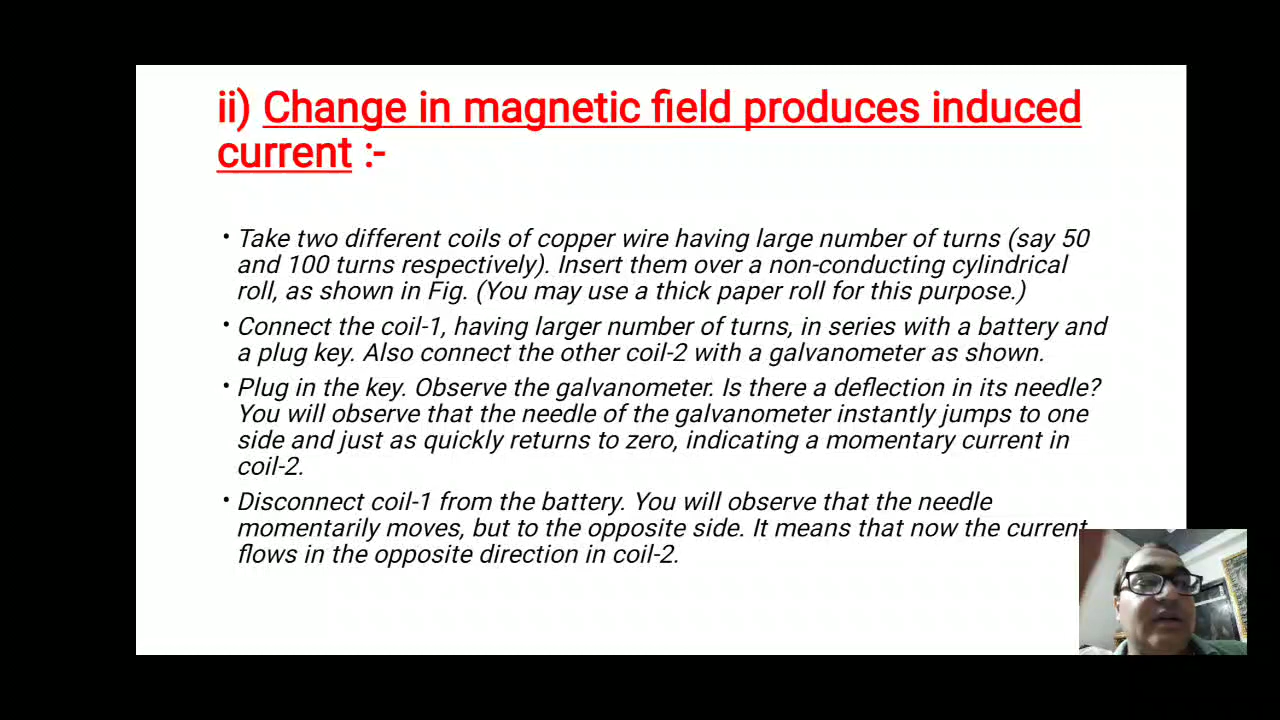 ii) Change in magnetic field produces induced
current :-
• Take two different coils of copper wire having large number of turns (say 50
and 100 turns respectively). Insert them over a non-conducting cylindrical
roll, as shown in Fig. (You may use a thick paper roll for this purpose.)
• Connect the coil-1, having larger number of turns, in series with a battery and
a plug key. Also connect the other coil-2 with a galvanometer as shown.
• Plug in the key. Observe the galvanometer. Is there a deflection in its needle?
You will observe that the needle of the galvanometer instantly jumps to one
side and just as quickly returns to zero, indicating a momentary current in
coil-2.
• Disconnect coil-1 from the battery. You will observe that the needle
momentarily moves, but to the opposite side. It means that now the current
flows in the opposite direction in coil-2.